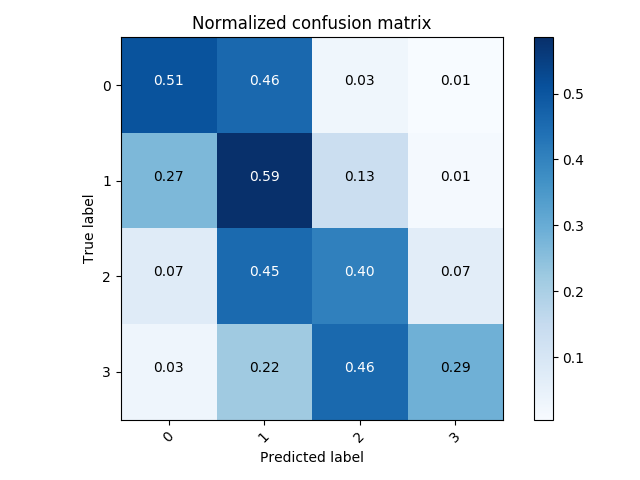 Normalized confusion matrix
0 0.51 0.46 0.03 0.01
1 0.27 0.59 0.13 0.01
2 0.07 0.45 0.40 0.07
3 0.03 0.22 0.46 0.29
0 1 2 3
True label
Predicted label
0.5
0.4
0.3
0.2
0.1